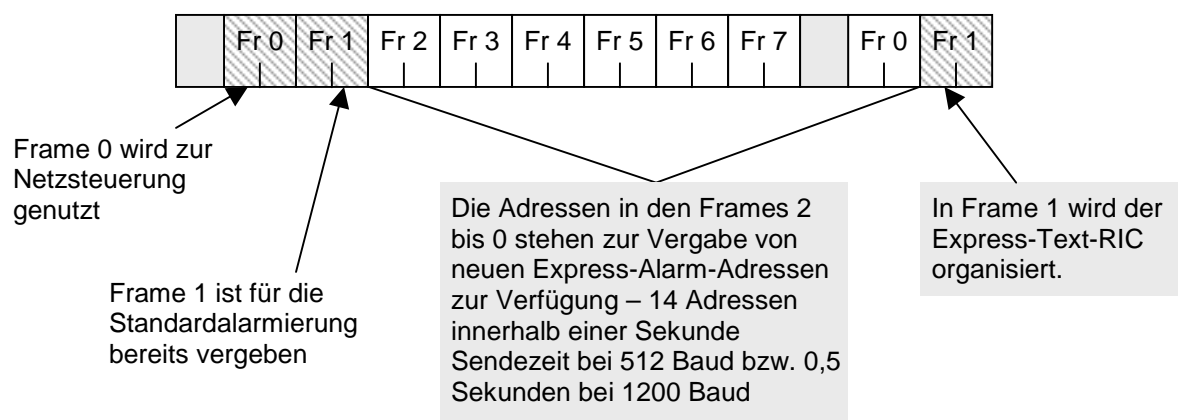 Fr 0 Fr 1 Fr 2 Fr 3 Fr 4 Fr 5 Fr 6 Fr 7 Fr 0 Fr 1
Frame 0 wird zur
Netzsteuerung
genutzt
Frame 1 ist für die
Standardalarmierung
bereits vergeben
Die Adressen in den Frames 2
bis 0 stehen zur Vergabe von
neuen Express-Alarm-Adressen
zur Verfügung – 14 Adressen
innerhalb einer Sekunde
Sendezeit bei 512 Baud bzw. 0,5
Sekunden bei 1200 Baud
In Frame 1 wird der
Express-Text-RIC
organisiert.